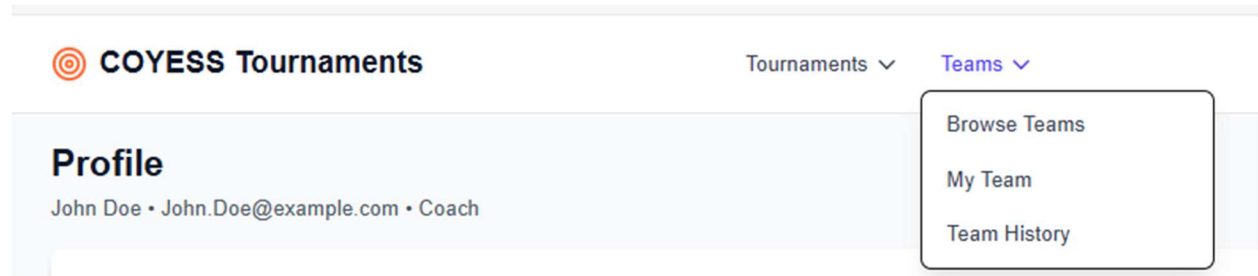 COYESS Tournaments
Tournaments
Teams
Browse Teams
My Team
Team History
Profile
John Doe • John.Doe@example.com • Coach